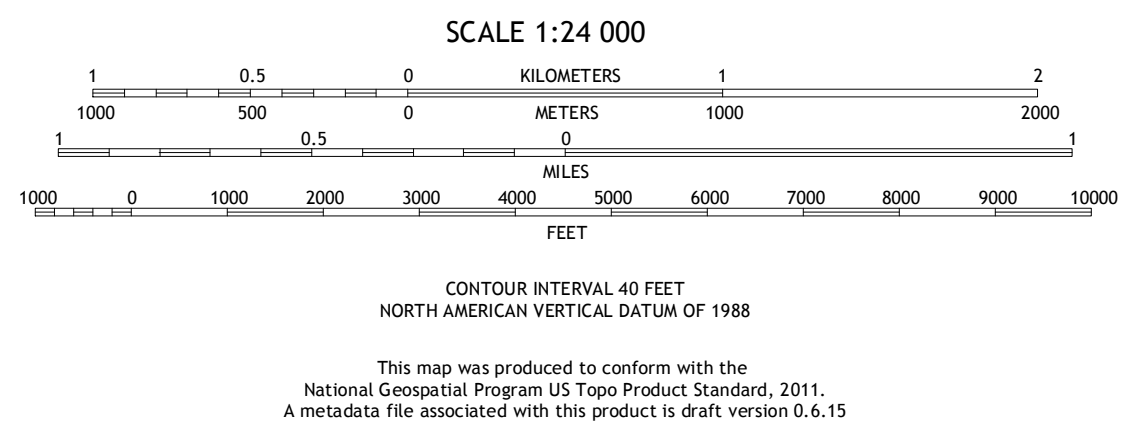 SCALE 1:24 000
1 0.5 0 KILOMETERS 1 2
1000 500 0 METERS 1000 2000
1 0.5 0 1
MILES
1000 0 1000 2000 3000 4000 5000 6000 7000 8000 9000 10000
FEET
CONTOUR INTERVAL 40 FEET
NORTH AMERICAN VERTICAL DATUM OF 1988
This map was produced to conform with the
National Geospatial Program US Topo Product Standard, 2011.
A metadata file associated with this product is draft version 0.6.15